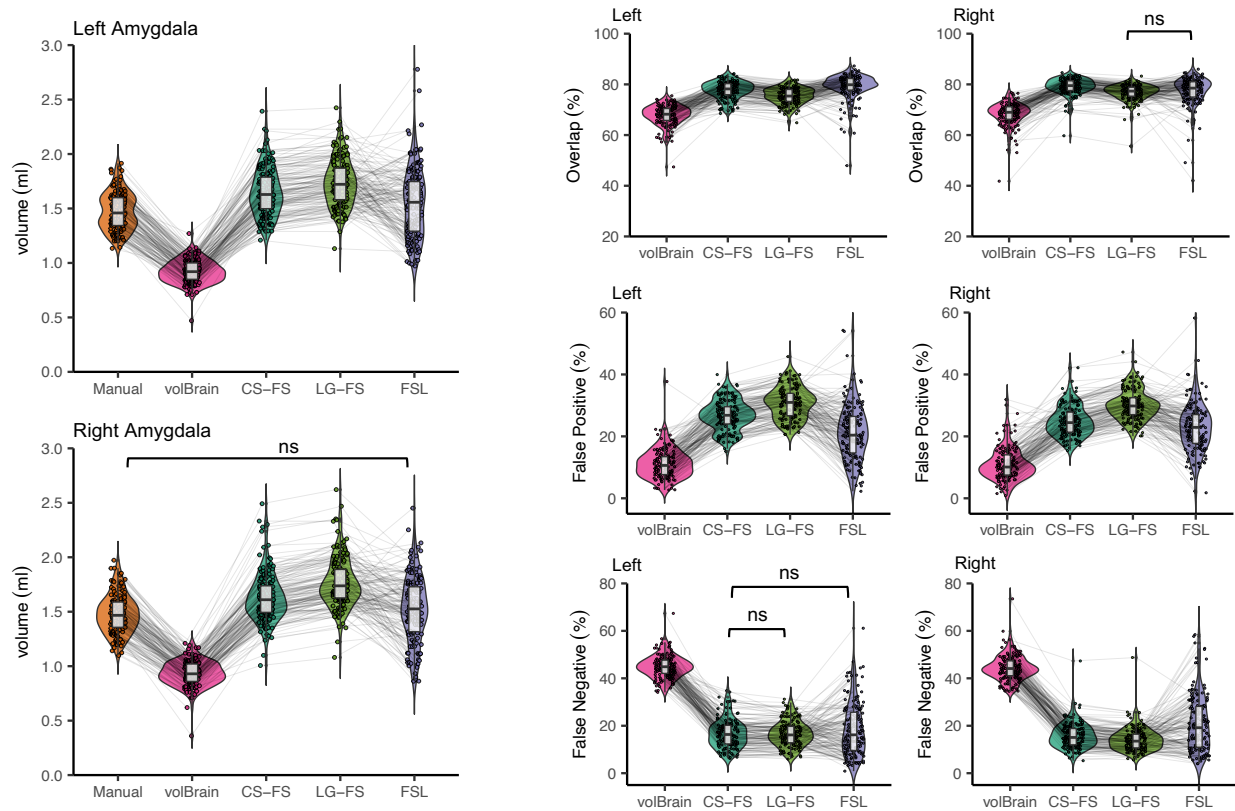 Left Amygdala
3.0
2.5
2.0
1.5
1.0
0.5
0.0
volume (ml)
Manual volBrain CS−FS LG−FS FSL
Right Amygdala
ns
3.0
2.5
2.0
1.5
1.0
0.5
0.0
volume (ml)
Manual volBrain CS−FS LG−FS FSL
Left
100
80
60
40
20
Overlap (%)
volBrain CS−FS LG−FS FSL
Right
ns
100
80
60
40
20
Overlap (%)
volBrain CS−FS LG−FS FSL
Left
60
40
20
0
False Positive (%)
volBrain CS−FS LG−FS FSL
Right
60
40
20
0
False Positive (%)
volBrain CS−FS LG−FS FSL
Left
ns
ns
80
60
40
20
0
False Negative (%)
volBrain CS−FS LG−FS FSL
Right
80
60
40
20
0
False Negative (%)
volBrain CS−FS LG−FS FSL